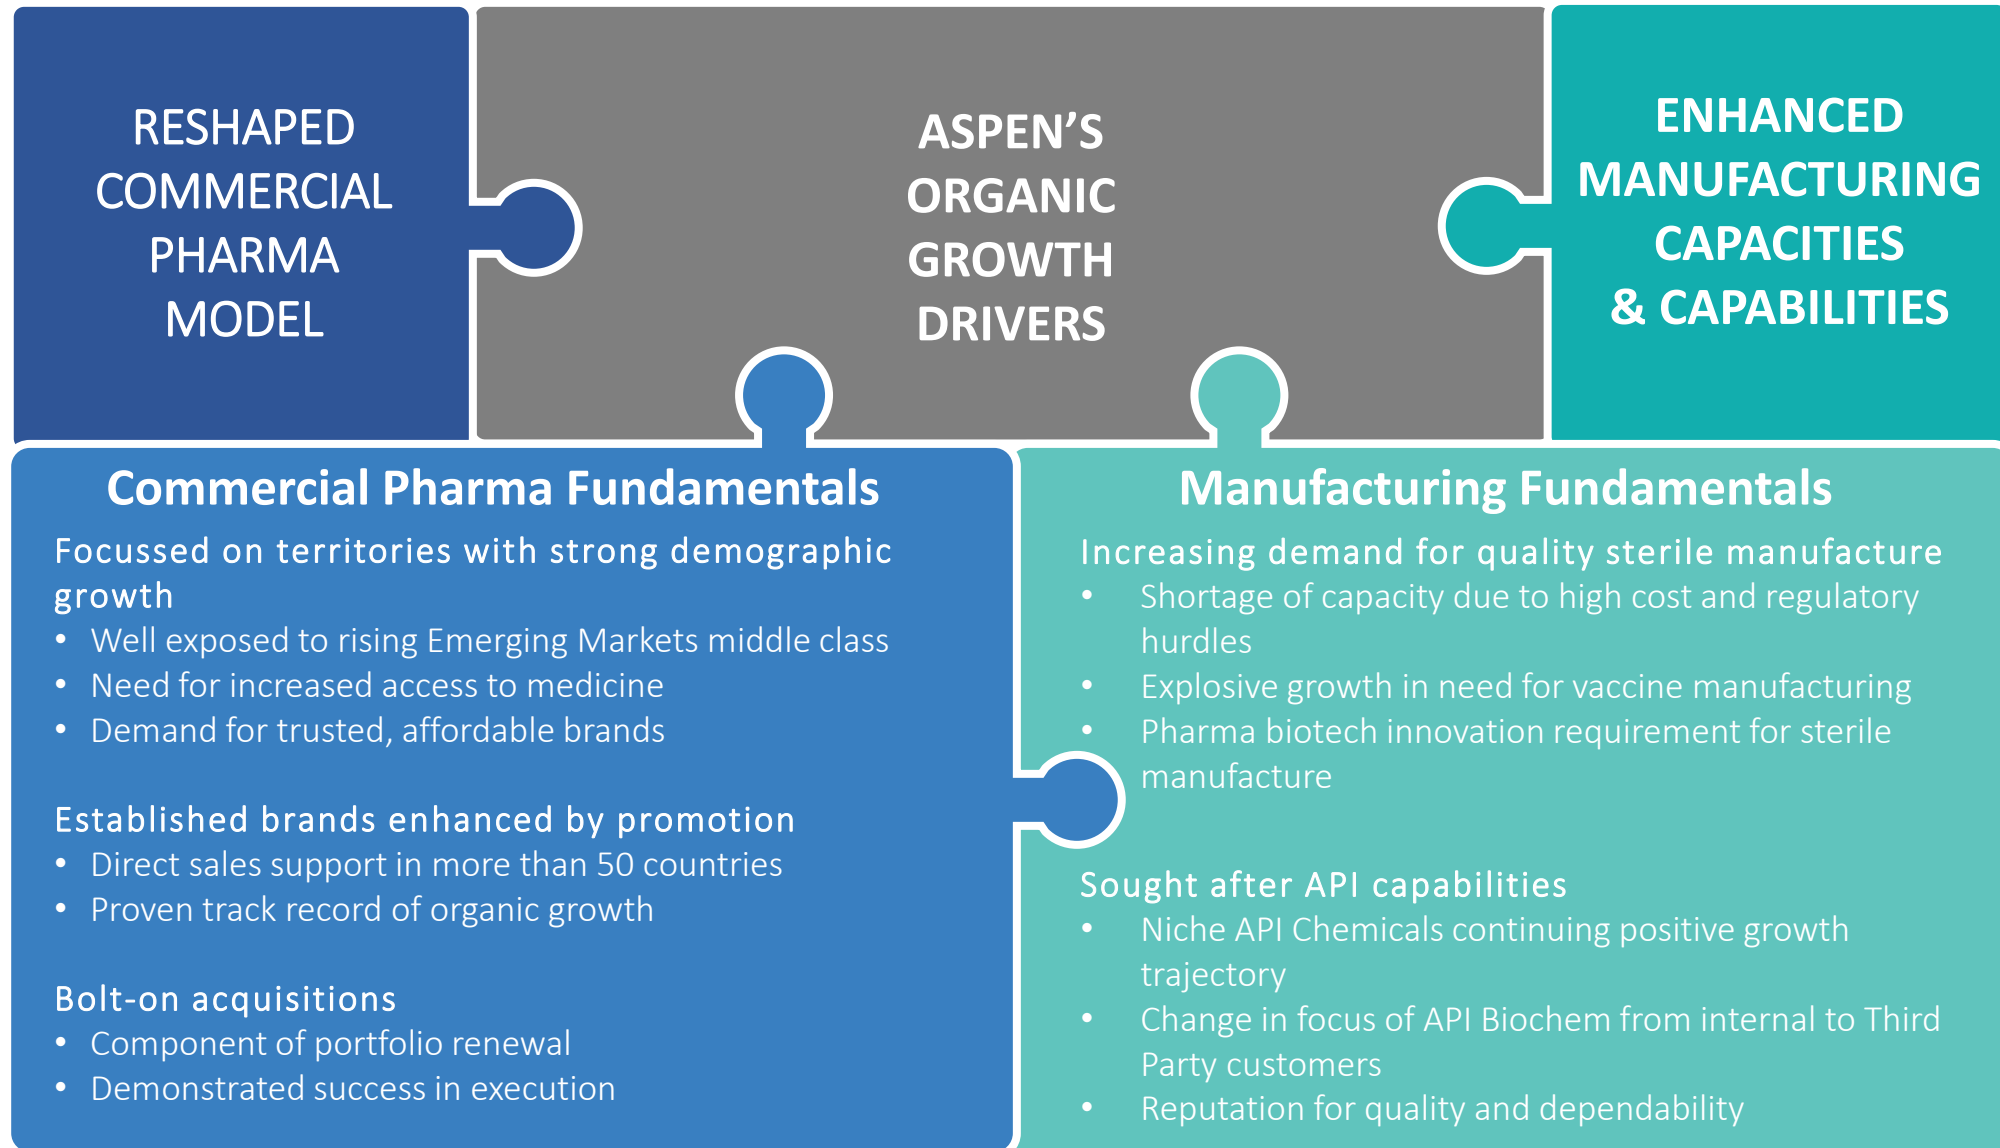 RESHAPED
COMMERCIAL
PHARMA
MODEL
ASPEN’S
ORGANIC
GROWTH
DRIVERS
ENHANCED
MANUFACTURING
CAPACITIES
& CAPABILITIES
Commercial Pharma Fundamentals
Focussed on territories with strong demographic
growth
• Well exposed to rising Emerging Markets middle class
• Need for increased access to medicine
• Demand for trusted, affordable brands
Established brands enhanced by promotion
• Direct sales support in more than 50 countries
• Proven track record of organic growth
Bolt-on acquisitions
• Component of portfolio renewal
• Demonstrated success in execution
Manufacturing Fundamentals
Increasing demand for quality sterile manufacture
• Shortage of capacity due to high cost and regulatory
hurdles
• Explosive growth in need for vaccine manufacturing
• Pharma biotech innovation requirement for sterile
manufacture
Sought after API capabilities
• Niche API Chemicals continuing positive growth
trajectory
• Change in focus of API Biochem from internal to Third
Party customers
• Reputation for quality and dependability